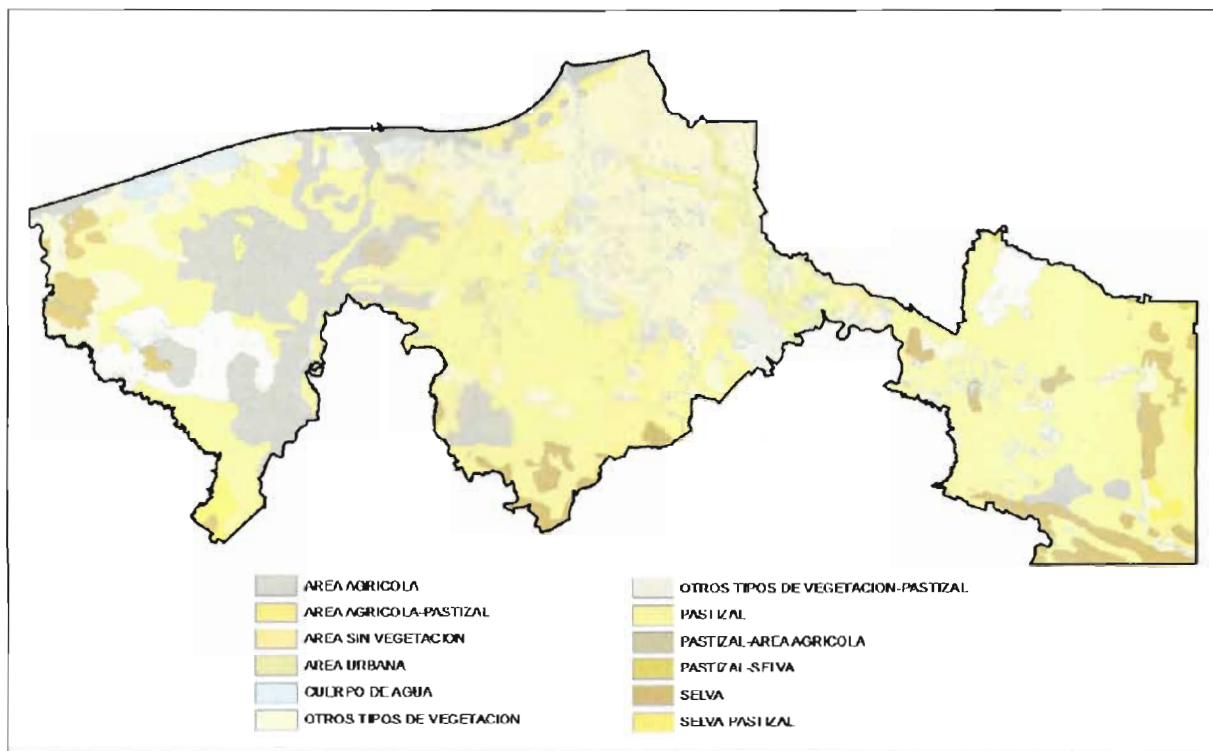 AREA AGRICOLA
AREA AGRICOLA-PASTIZAL
AREA SIN VEGETACION
AREA URBANA
CUERPO DE AGUA
OTROS TIPOS DE VEGETACION
OTROS TIPOS DE VEGETACION-PASTIZAL
PASTIZAL
PASTIZAL-AREA AGRICOLA
PASTIZAL-SELVA
SELVA
SELVA PASTIZAL